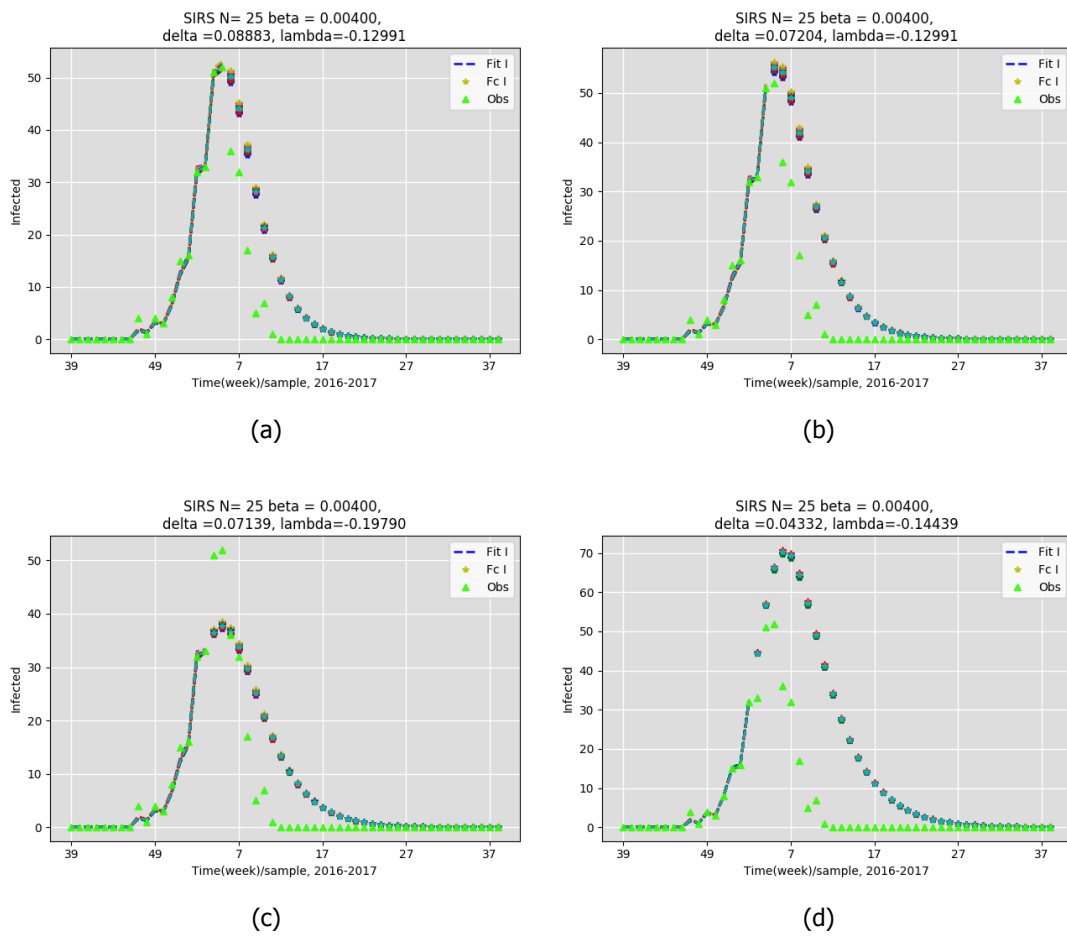 SIRS N= 25 beta = 0.00400,
delta =0.08883, lambda=-0.12991
Fit I
Fc I
Obs
50
40
30
20
10
0
Infected
39
49
7
17
27
37
Time(week)/sample, 2016-2017
(a)
SIRS N= 25 beta = 0.00400,
delta =0.07204, lambda=-0.12991
Fit I
Fc I
Obs
50
40
30
20
10
0
Infected
39
49
7
17
27
37
Time(week)/sample, 2016-2017
(b)
SIRS N= 25 beta = 0.00400,
delta =0.07139, lambda=-0.19790
Fit I
Fc I
Obs
50
40
30
20
10
0
Infected
39
49
7
17
27
37
Time(week)/sample, 2016-2017
(c)
SIRS N= 25 beta = 0.00400,
delta =0.04332, lambda=-0.14439
Fit I
Fc I
Obs
70
60
50
40
30
20
10
0
Infected
39
49
7
17
27
37
Time(week)/sample, 2016-2017
(d)